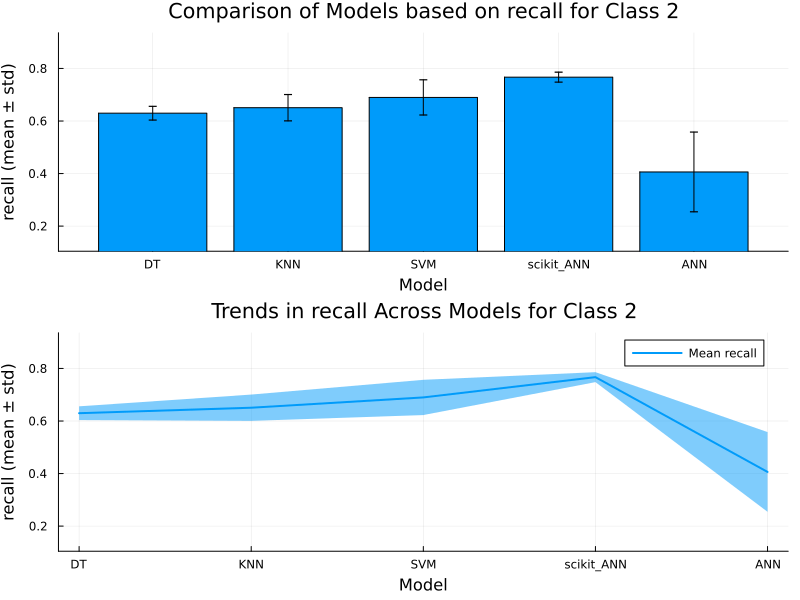 Comparison of Models based on recall for Class 2
recall (mean ± std)
0.8
0.6
0.4
0.2
DT KNN SVM scikit_ANN ANN
Model
Trends in recall Across Models for Class 2
recall (mean ± std)
Mean recall
0.8
0.6
0.4
0.2
DT KNN SVM scikit_ANN ANN
Model